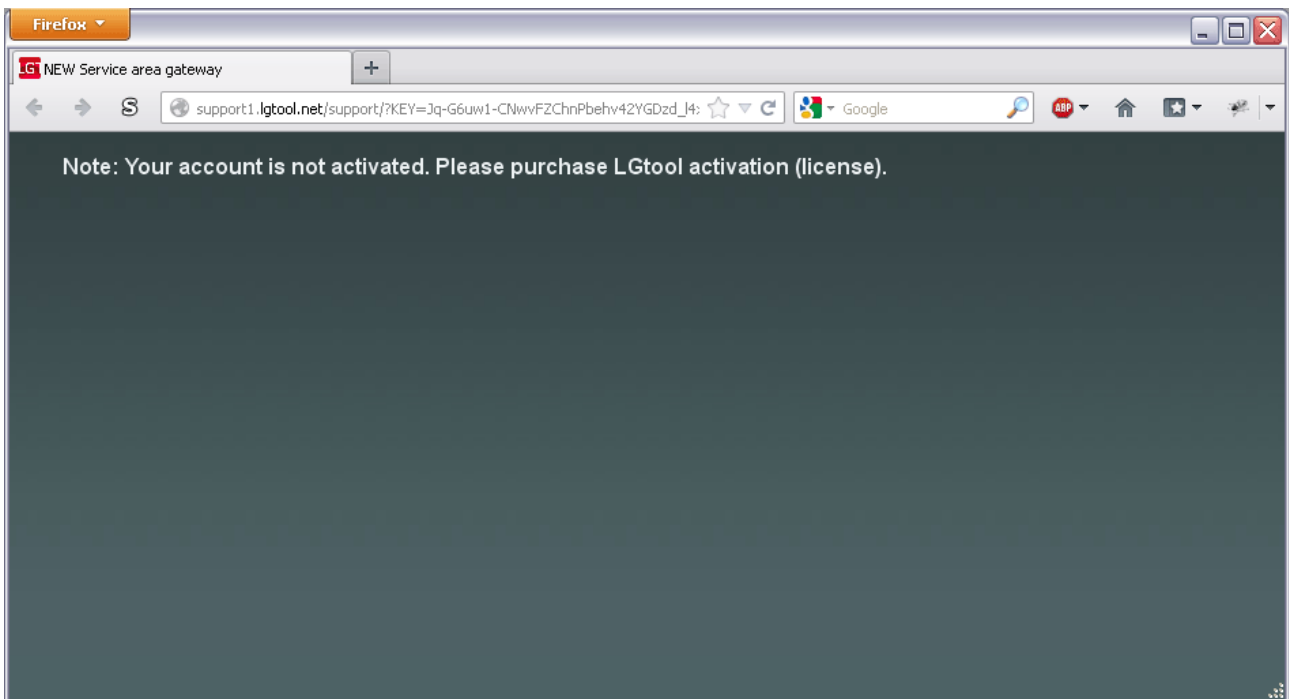 Firefox
LGT NEW Service area gateway
support1.lgtool.net/support/?KEY=Jq-G6uw1-CNwvFZChnPbehv42YGDzd_l4
Google
ABP
Note: Your account is not activated. Please purchase LGtool activation (license).